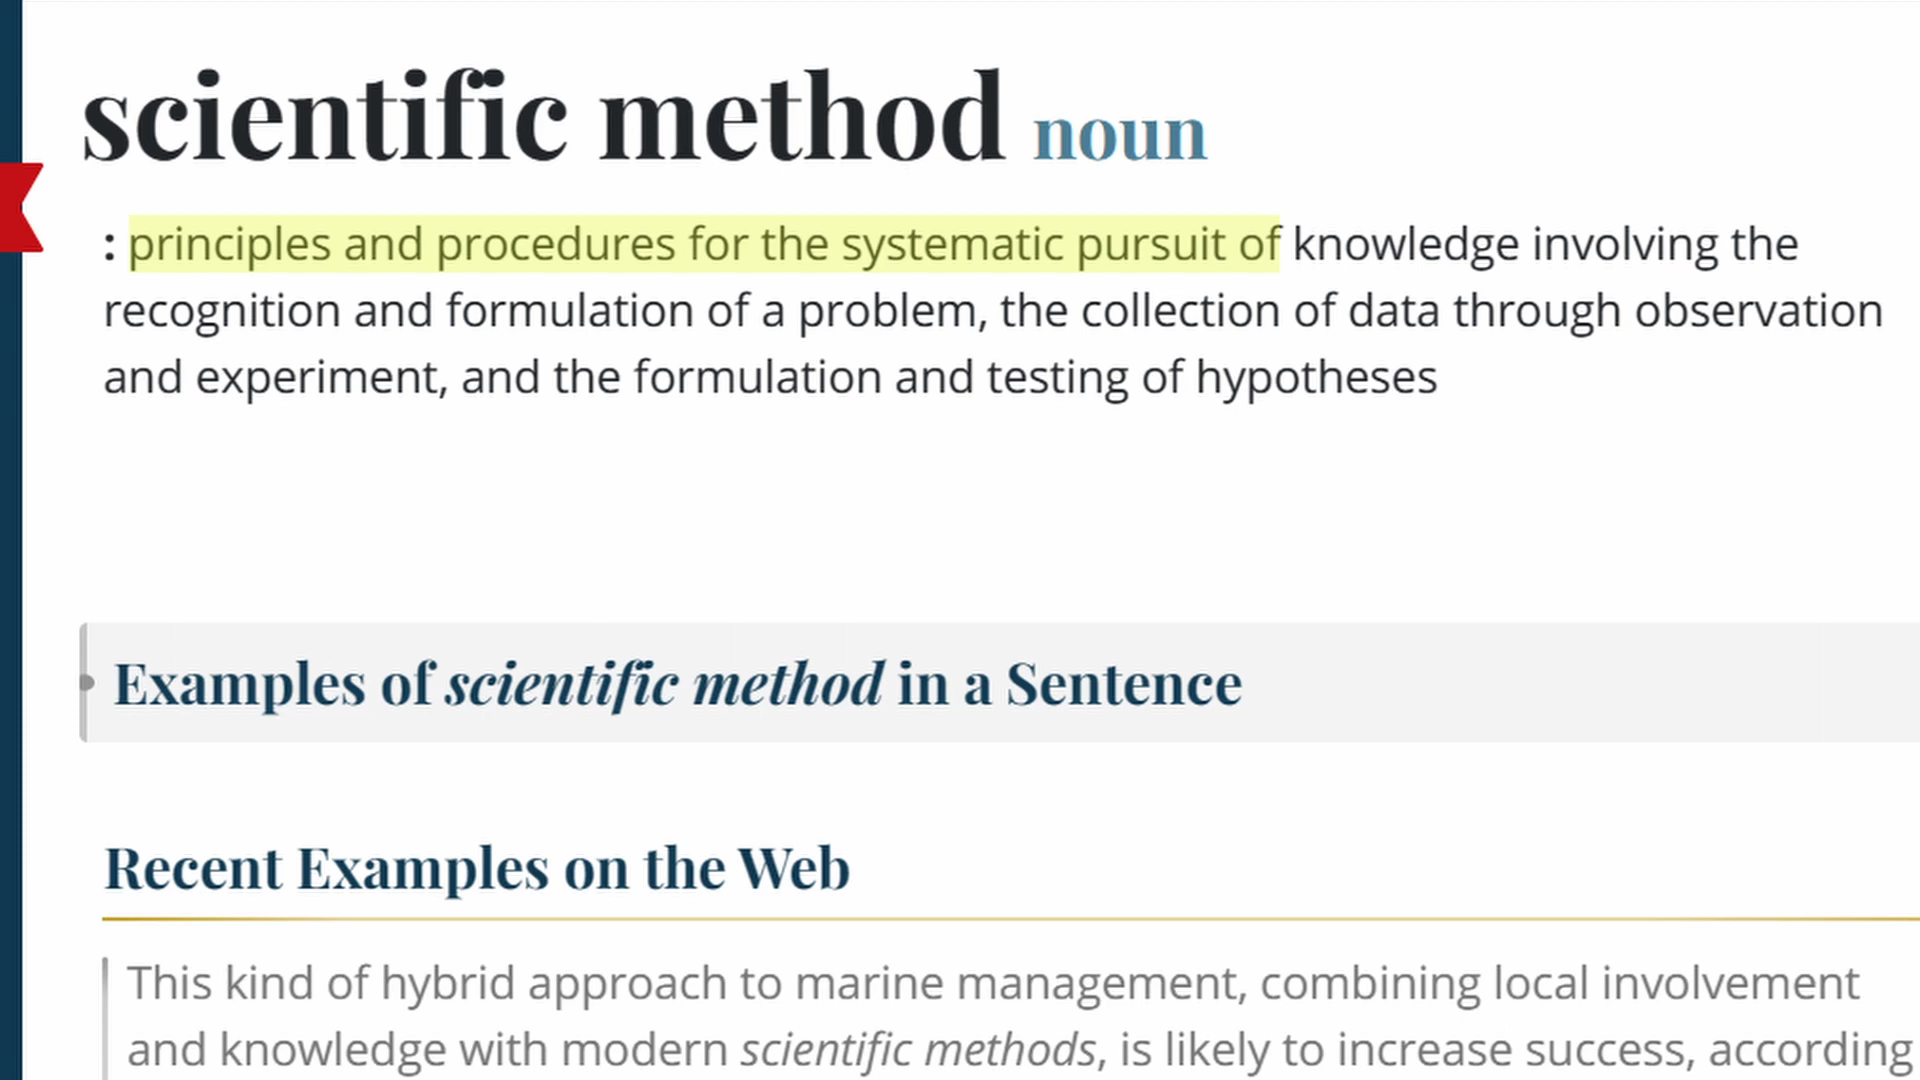 scientific method noun
: principles and procedures for the systematic pursuit of knowledge involving the
recognition and formulation of a problem, the collection of data through observation
and experiment, and the formulation and testing of hypotheses
Examples of scientific method in a Sentence
Recent Examples on the Web
This kind of hybrid approach to marine management, combining local involvement
and knowledge with modern scientific methods, is likely to increase success, according